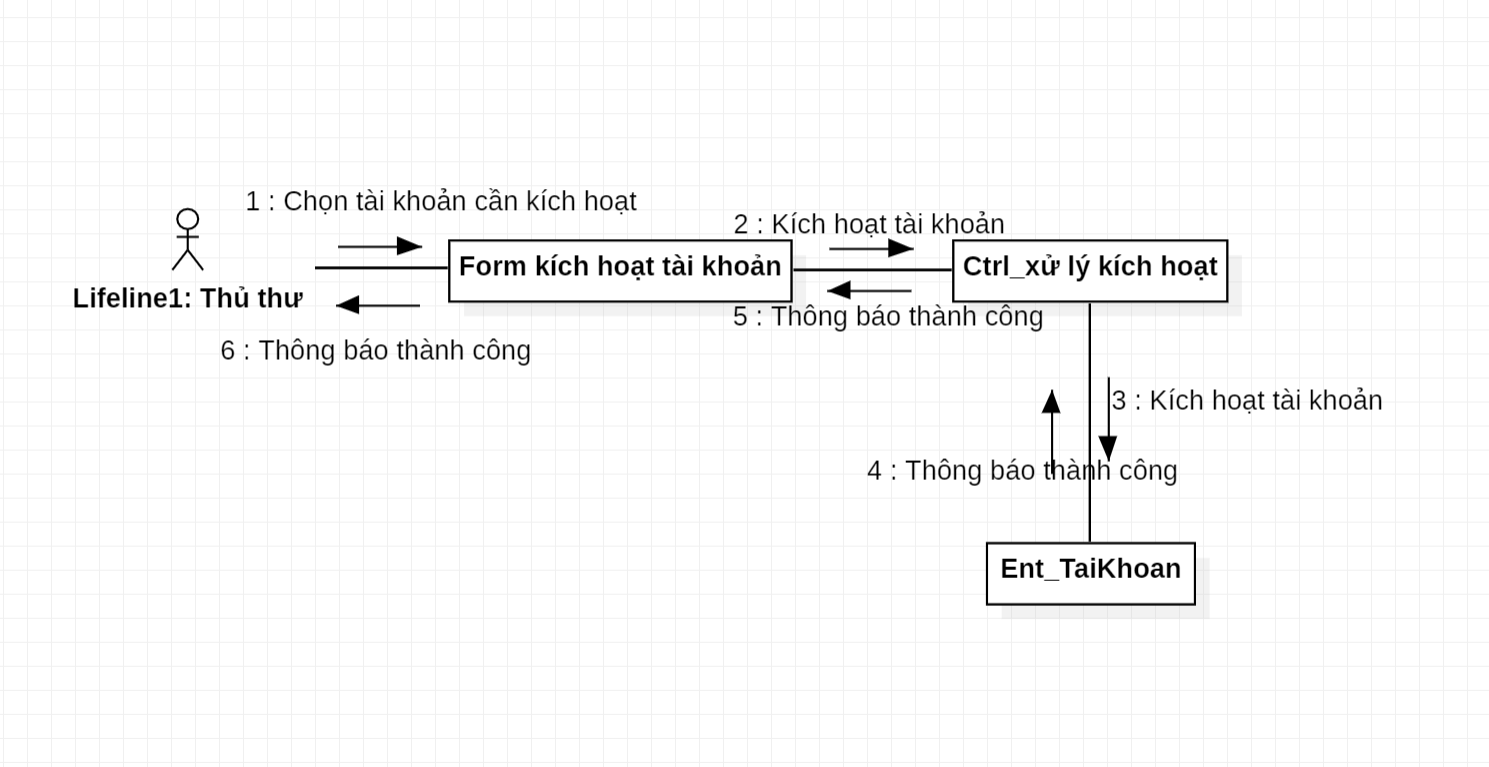 1 : Chọn tài khoản cần kích hoạt
2 : Kích hoạt tài khoản
Form kích hoạt tài khoản
Ctrl_xử lý kích hoạt
Lifeline1: Thủ thư
5 : Thông báo thành công
6 : Thông báo thành công
3 : Kích hoạt tài khoản
4 : Thông báo thành công
Ent_TaiKhoan